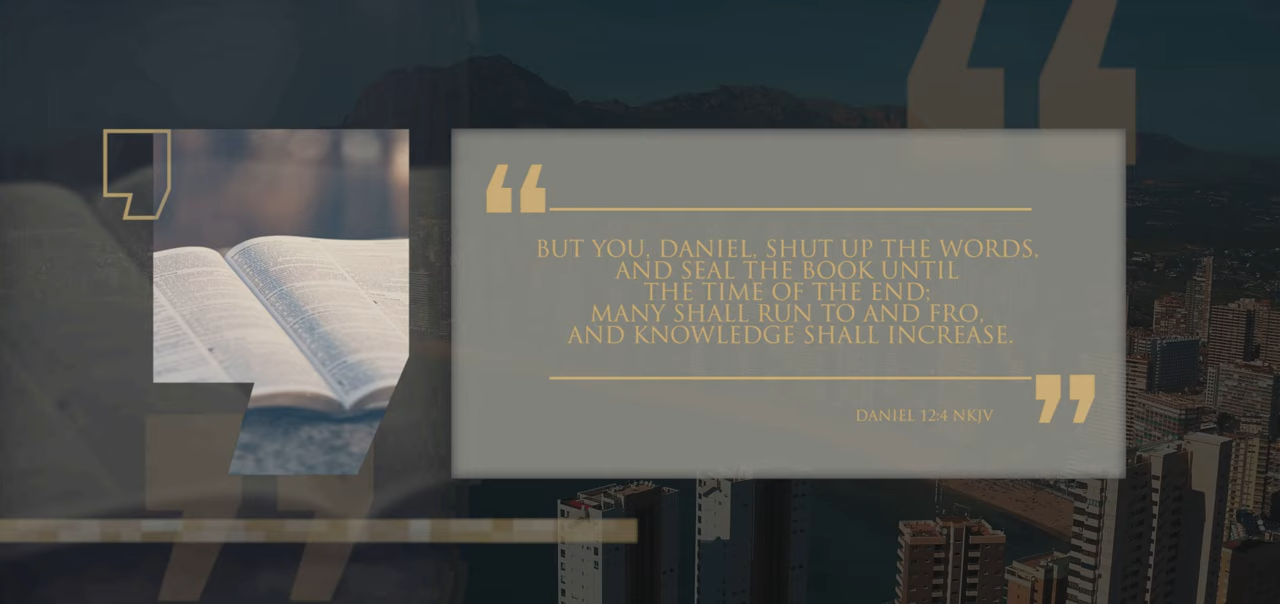 “
BUT YOU, DANIEL, SHUT UP THE WORDS,
AND SEAL THE BOOK UNTIL
THE TIME OF THE END;
MANY SHALL RUN TO AND FRO,
AND KNOWLEDGE SHALL INCREASE.
”
DANIEL 12:4 NKJV